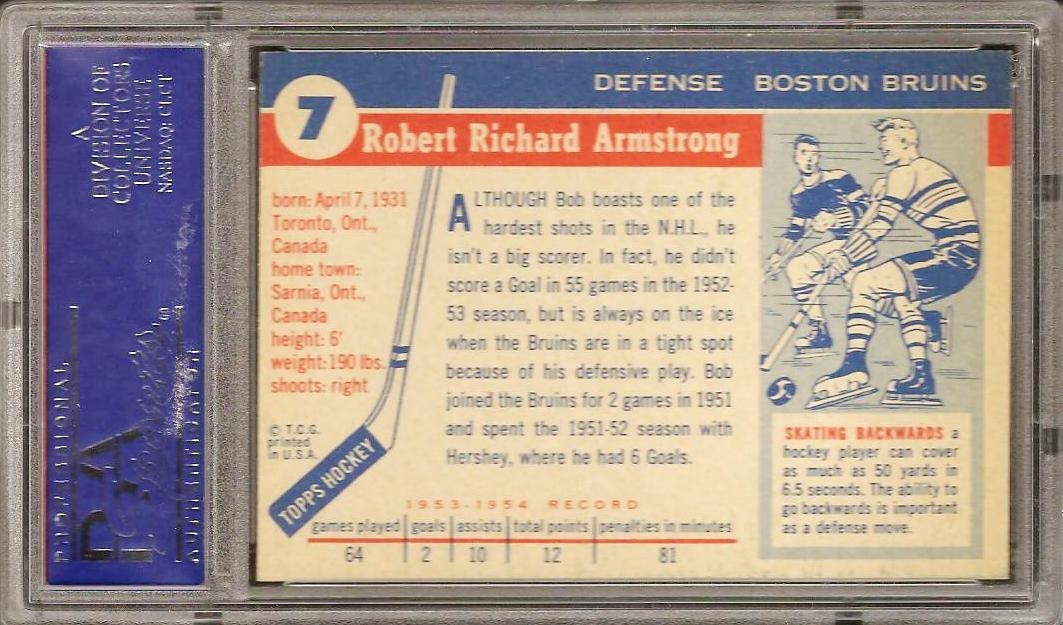 A
DIVISION OF
COLLECTORS
UNIVERSE
NASDAQ: CLCT
7
DEFENSE BOSTON BRUINS
Robert Richard Armstrong
born: April 7, 1931
Toronto, Ont.,
Canada
home town:
Sarnia, Ont.,
Canada
height: 6'
weight: 190 lbs.
shoots: right
© T.C.G.
printed
in U.S.A.
TOPPS HOCKEY
ALTHOUGH Bob boasts one of the
hardest shots in the N.H.L., he
isn't a big scorer. In fact, he didn't
score a Goal in 55 games in the 1952-
53 season, but is always on the ice
when the Bruins are in a tight spot
because of his defensive play. Bob
joined the Bruins for 2 games in 1951
and spent the 1951-52 season with
Hershey, where he had 6 Goals.
1953-1954 RECORD
games played goals assists total points penalties in minutes
64 2 10 12 81
SKATING BACKWARDS a
hockey player can cover
as much as 50 yards in
6.5 seconds. The ability to
go backwards is important
as a defense move.